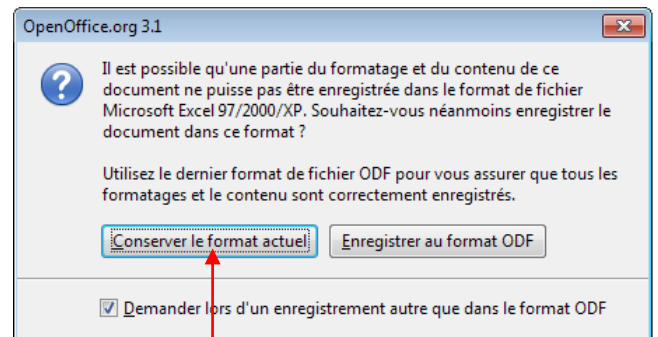 OpenOffice.org 3.1
Il est possible qu'une partie du formatage et du contenu de ce
document ne puisse pas être enregistrée dans le format de fichier
Microsoft Excel 97/2000/XP. Souhaitez-vous néanmoins enregistrer le
document dans ce format ?
Utilisez le dernier format de fichier ODF pour vous assurer que tous les
formatages et le contenu sont correctement enregistrés.
Conserver le format actuel
Enregistrer au format ODF
Demander lors d'un enregistrement autre que dans le format ODF